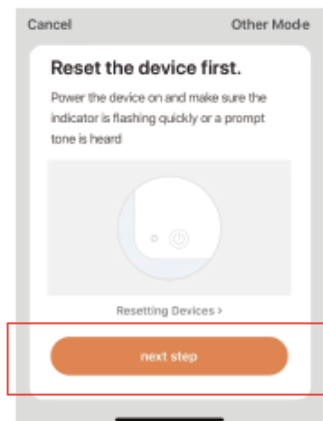 Cancel Other Mode
Reset the device first.
Power the device on and make sure the
indicator is flashing quickly or a prompt
tone is heard
Resetting Devices >
next step